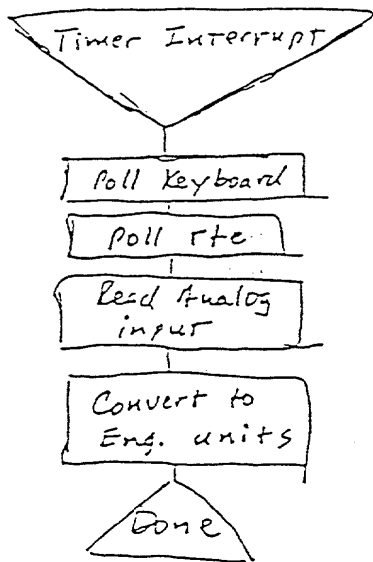 Timer Interrupt
Poll Keyboard
Poll rte
Read Analog
input
Convert to
Eng. units
Done